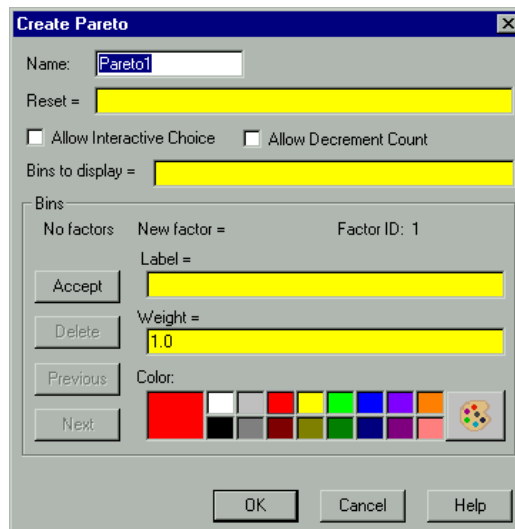 Create Pareto
Name: Pareto1
Reset =
Allow Interactive Choice Allow Decrement Count
Bins to display =
Bins
No factors New factor = Factor ID: 1
Label =
Accept
Weight =
Delete
1.0
Previous
Color:
Next
OK Cancel Help